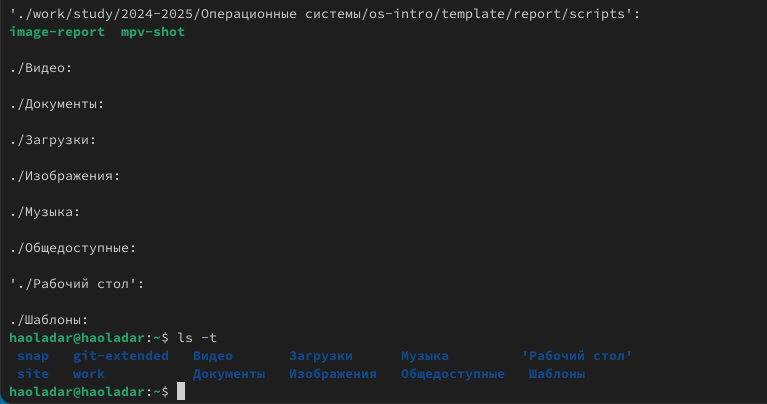 './work/study/2024-2025/Операционные системы/os-intro/template/report/scripts':
image-report  mpv-shot
./Видео:
./Документы:
./Загрузки:
./Изображения:
./Музыка:
./Общедоступные:
'./Рабочий стол':
./Шаблоны:
haoladar@haoladar:~$ ls -t
snap   git-extended   Видео   Загрузки   Музыка   'Рабочий стол'
site   work   Документы   Изображения   Общедоступные   Шаблоны
haoladar@haoladar:~$